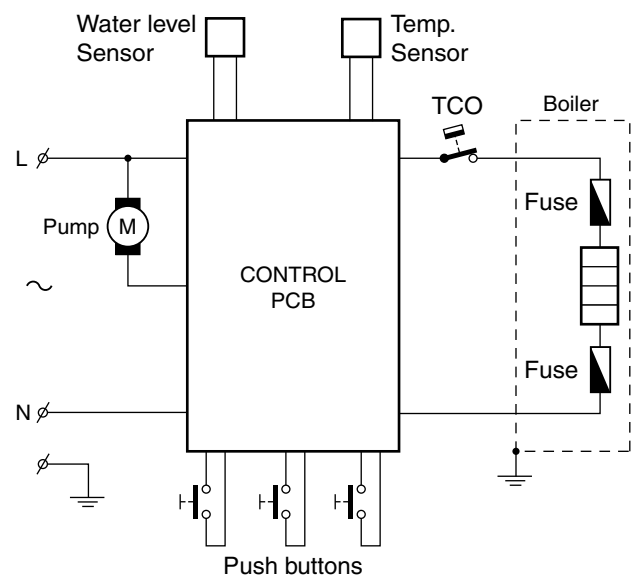 Water level
Sensor
Temp.
Sensor
TCO
Boiler
L
Fuse
Pump
M
CONTROL
PCB
Fuse
N
Push buttons